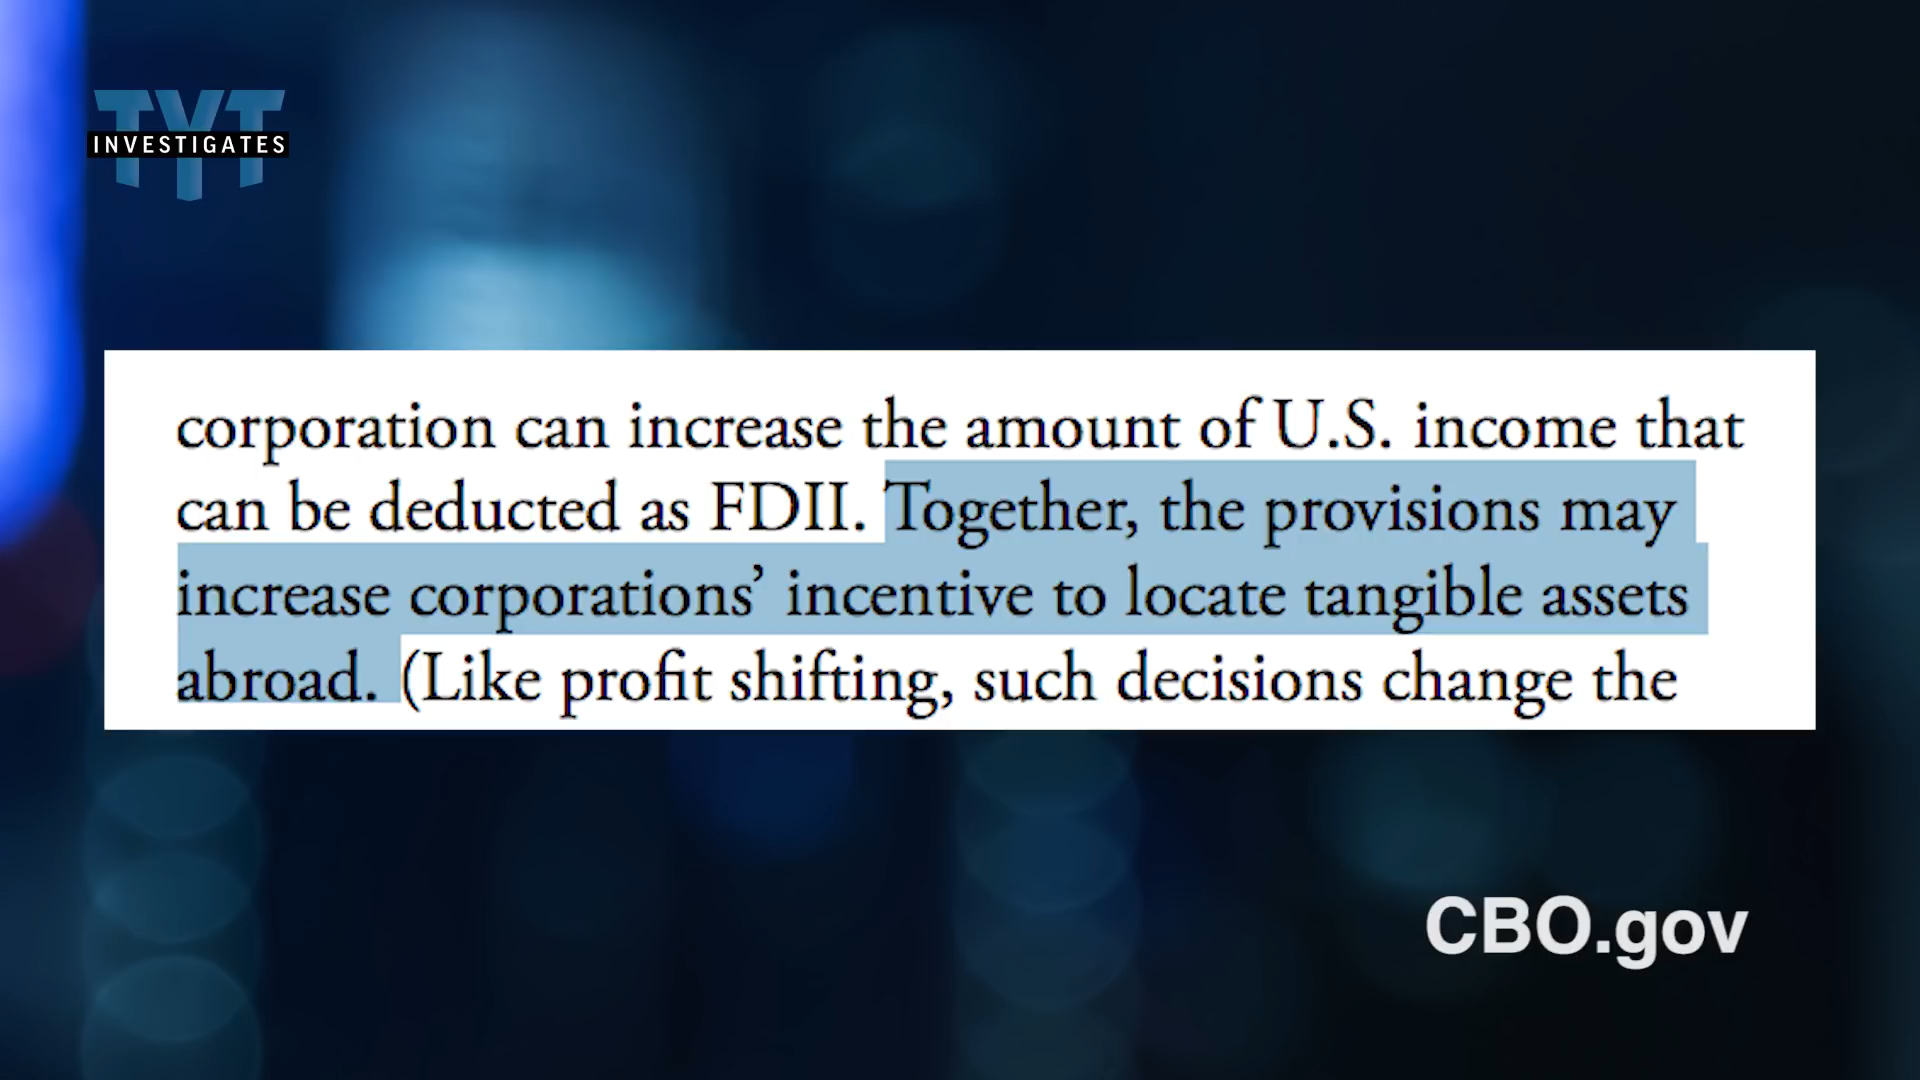 TYT
INVESTIGATES
corporation can increase the amount of U.S. income that
can be deducted as FDII. Together, the provisions may
increase corporations’ incentive to locate tangible assets
abroad. (Like profit shifting, such decisions change the
CBO.gov